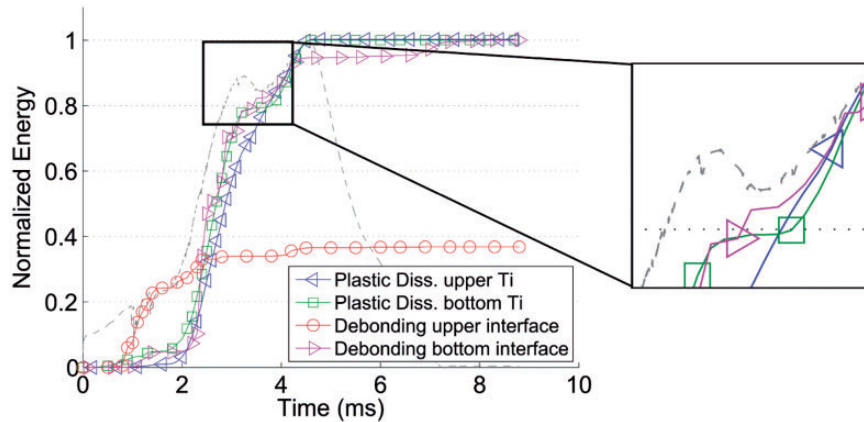 Normalized Energy
1
0.8
0.6
0.4
0.2
0
0
2
4
6
8
10
Time (ms)
Plastic Diss. upper Ti
Plastic Diss. bottom Ti
Debonding upper interface
Debonding bottom interface